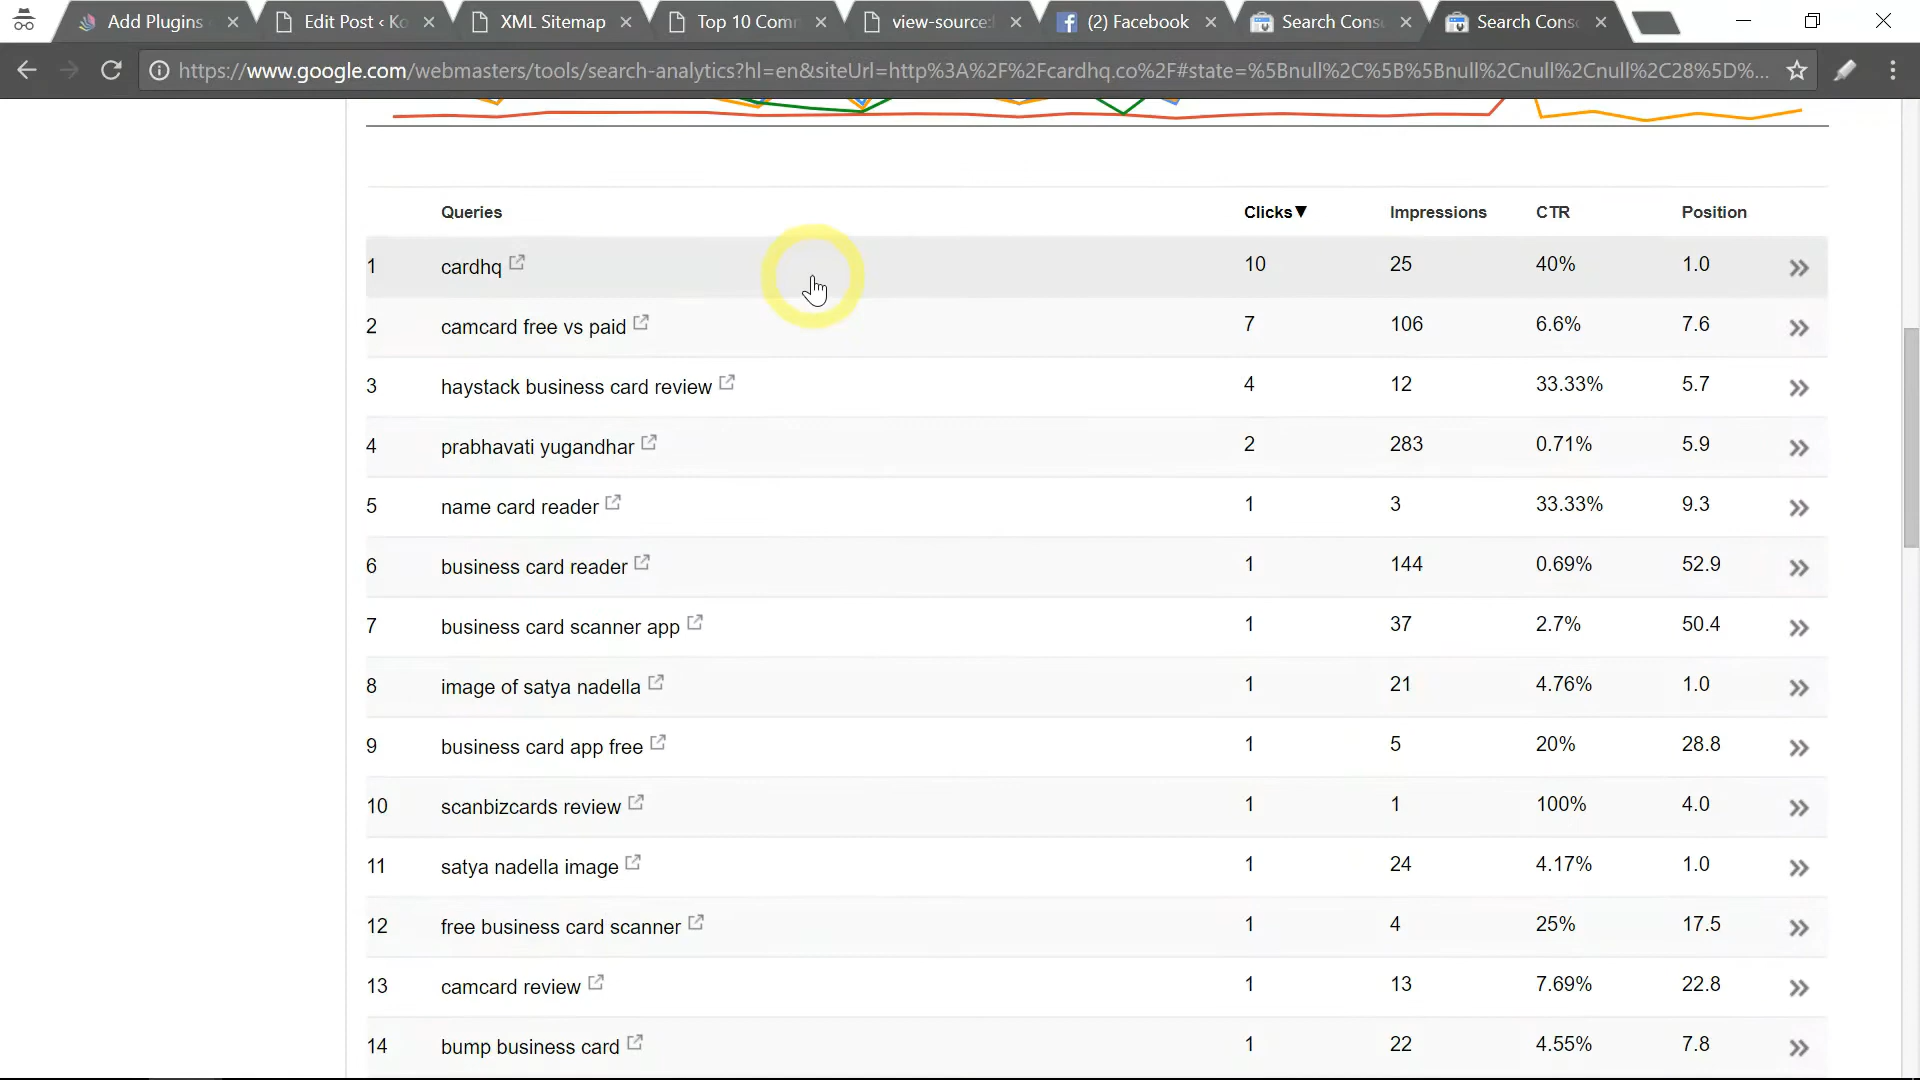 Add Plugins
Edit Post ‹ Ko
XML Sitemap
Top 10 Com
view-source:
(2) Facebook
Search Cons
Search Cons
https://www.google.com/webmasters/tools/search-analytics?hl=en&siteUrl=http%3A%2F%2Fcardhq.co%2F#state=%5Bnull%2C%5B%5Bnull%2Cnull%2Cnull%2C28%5D%...
Queries Clicks▼ Impressions CTR Position
1 cardhq 10 25 40% 1.0 »
2 camcard free vs paid 7 106 6.6% 7.6 »
3 haystack business card review 4 12 33.33% 5.7 »
4 prabhavati yugandhar 2 283 0.71% 5.9 »
5 name card reader 1 3 33.33% 9.3 »
6 business card reader 1 144 0.69% 52.9 »
7 business card scanner app 1 37 2.7% 50.4 »
8 image of satya nadella 1 21 4.76% 1.0 »
9 business card app free 1 5 20% 28.8 »
10 scanbizcards review 1 1 100% 4.0 »
11 satya nadella image 1 24 4.17% 1.0 »
12 free business card scanner 1 4 25% 17.5 »
13 camcard review 1 13 7.69% 22.8 »
14 bump business card 1 22 4.55% 7.8 »